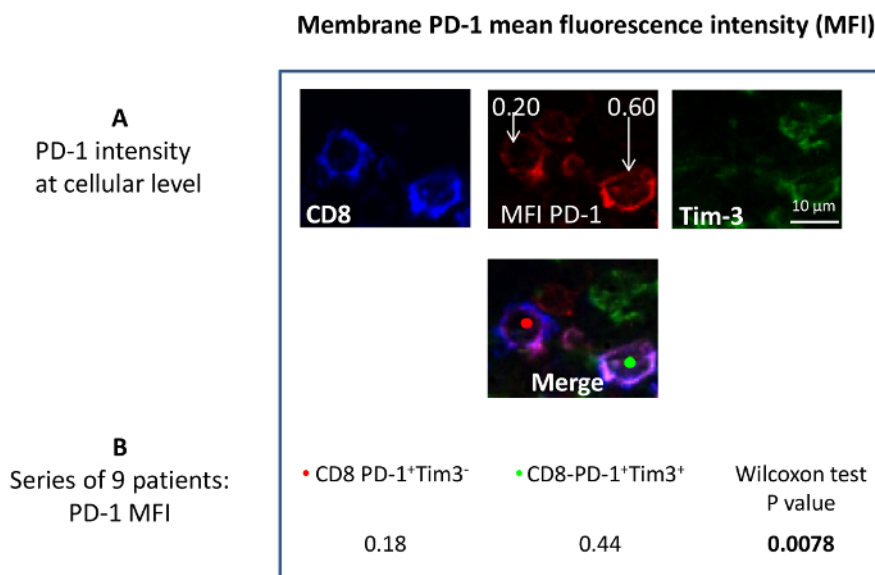 Membrane PD-1 mean fluorescence intensity (MFI)
A
PD-1 intensity
at cellular level
CD8
0.20 0.60
MFI PD-1
Tim-3
10 µm
Merge
B
Series of 9 patients:
PD-1 MFI
• CD8 PD-1⁺Tim3⁻
• CD8-PD-1⁺Tim3⁺
Wilcoxon test
P value
0.18
0.44
0.0078